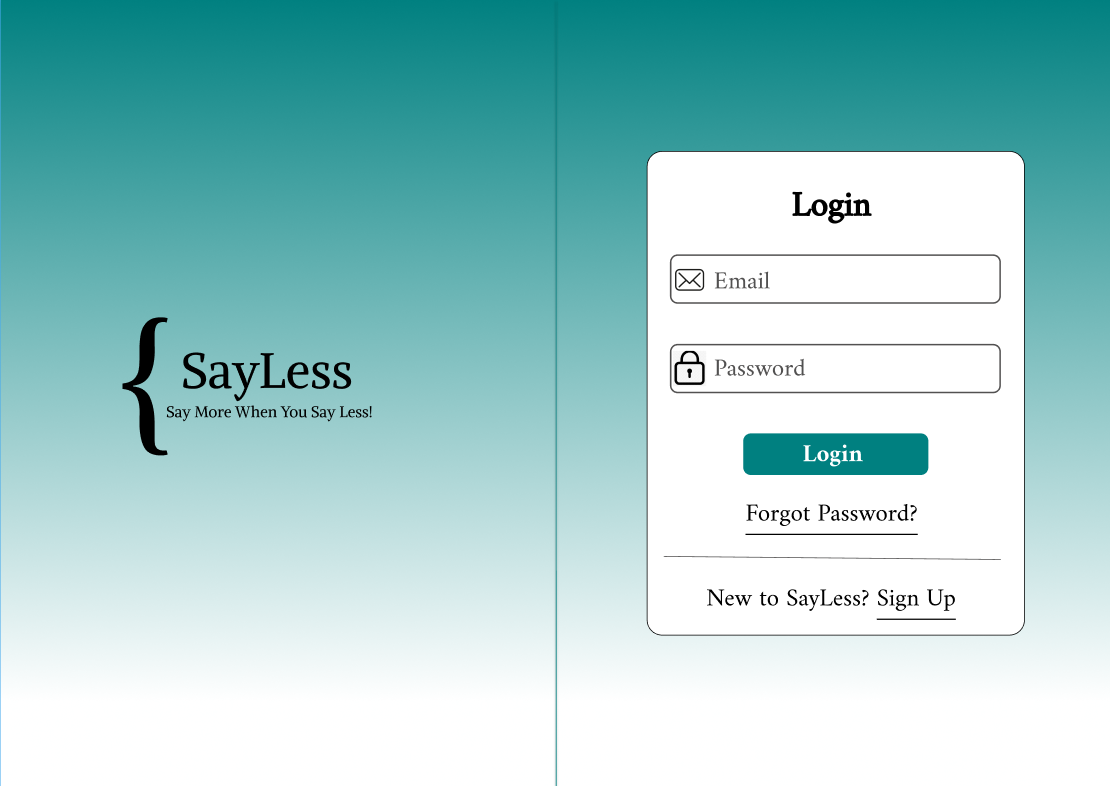 { SayLess
Say More When You Say Less!
Login
Email
Password
Login
Forgot Password?
New to SayLess? Sign Up